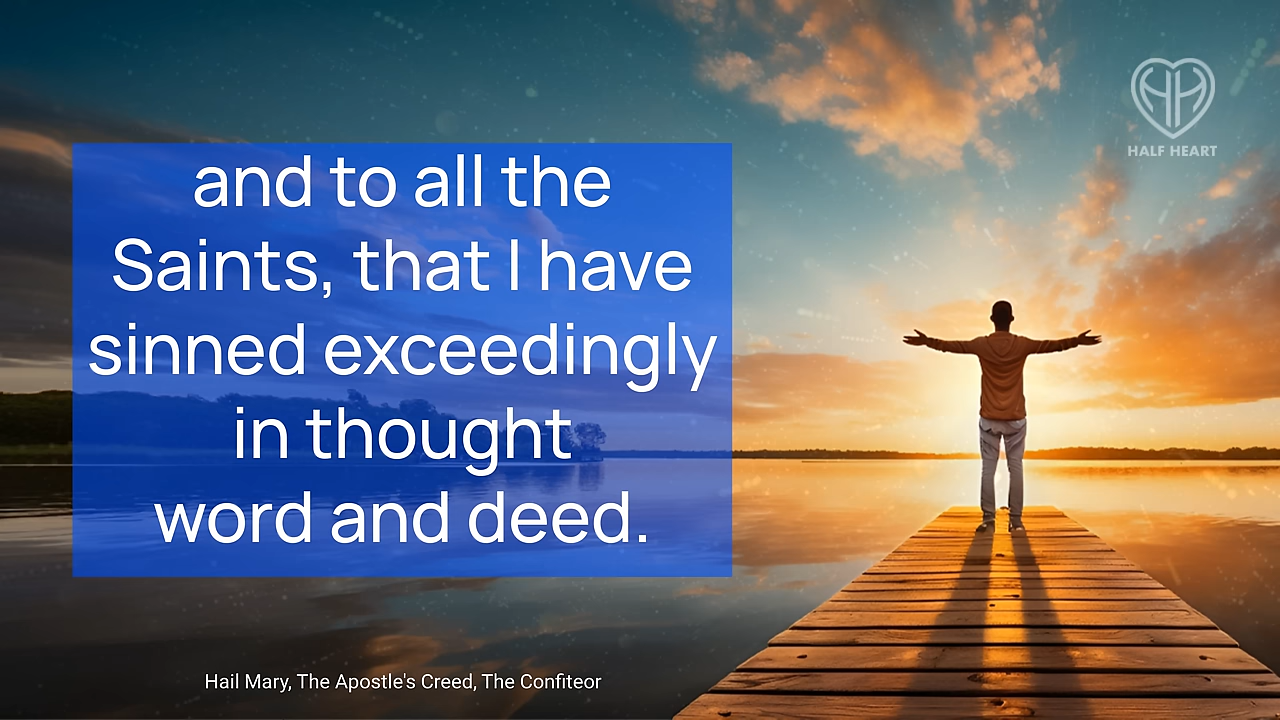 HALF HEART
and to all the
Saints, that I have
sinned exceedingly
in thought
word and deed.
Hail Mary, The Apostle's Creed, The Confiteor